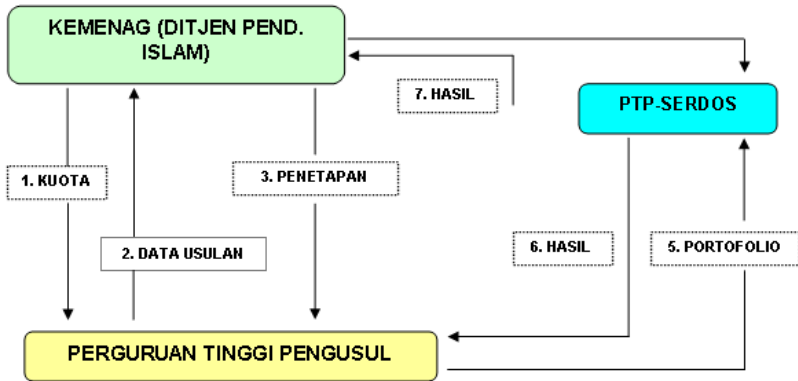 KEMENAG (DITJEN PEND.
ISLAM)
7. HASIL
PTP-SERDOS
1. KUOTA
3. PENETAPAN
2. DATA USULAN
6. HASIL
5. PORTOFOLIO
PERGURUAN TINGGI PENGUSUL